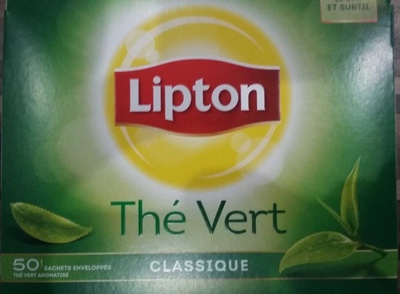 ET SUBTIL
Lipton
Thé Vert
50 SACHETS ENVELOPPÉS
THÉ VERT AROMATISÉ
CLASSIQUE